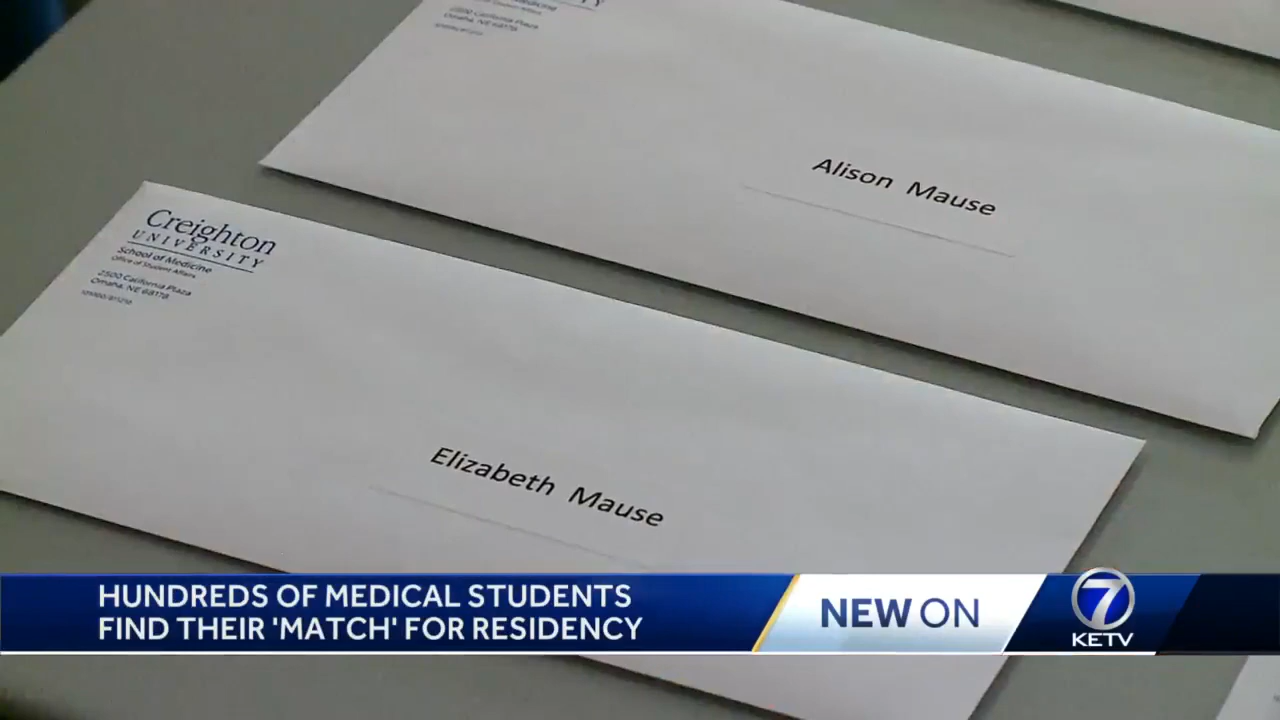 Alison Mause
Creighton
UNIVERSITY
School of Medicine
Office of Student Affairs
2500 California Plaza
Omaha, NE 68178
Elizabeth Mause
HUNDREDS OF MEDICAL STUDENTS
FIND THEIR 'MATCH' FOR RESIDENCY
NEW ON
7
KETV